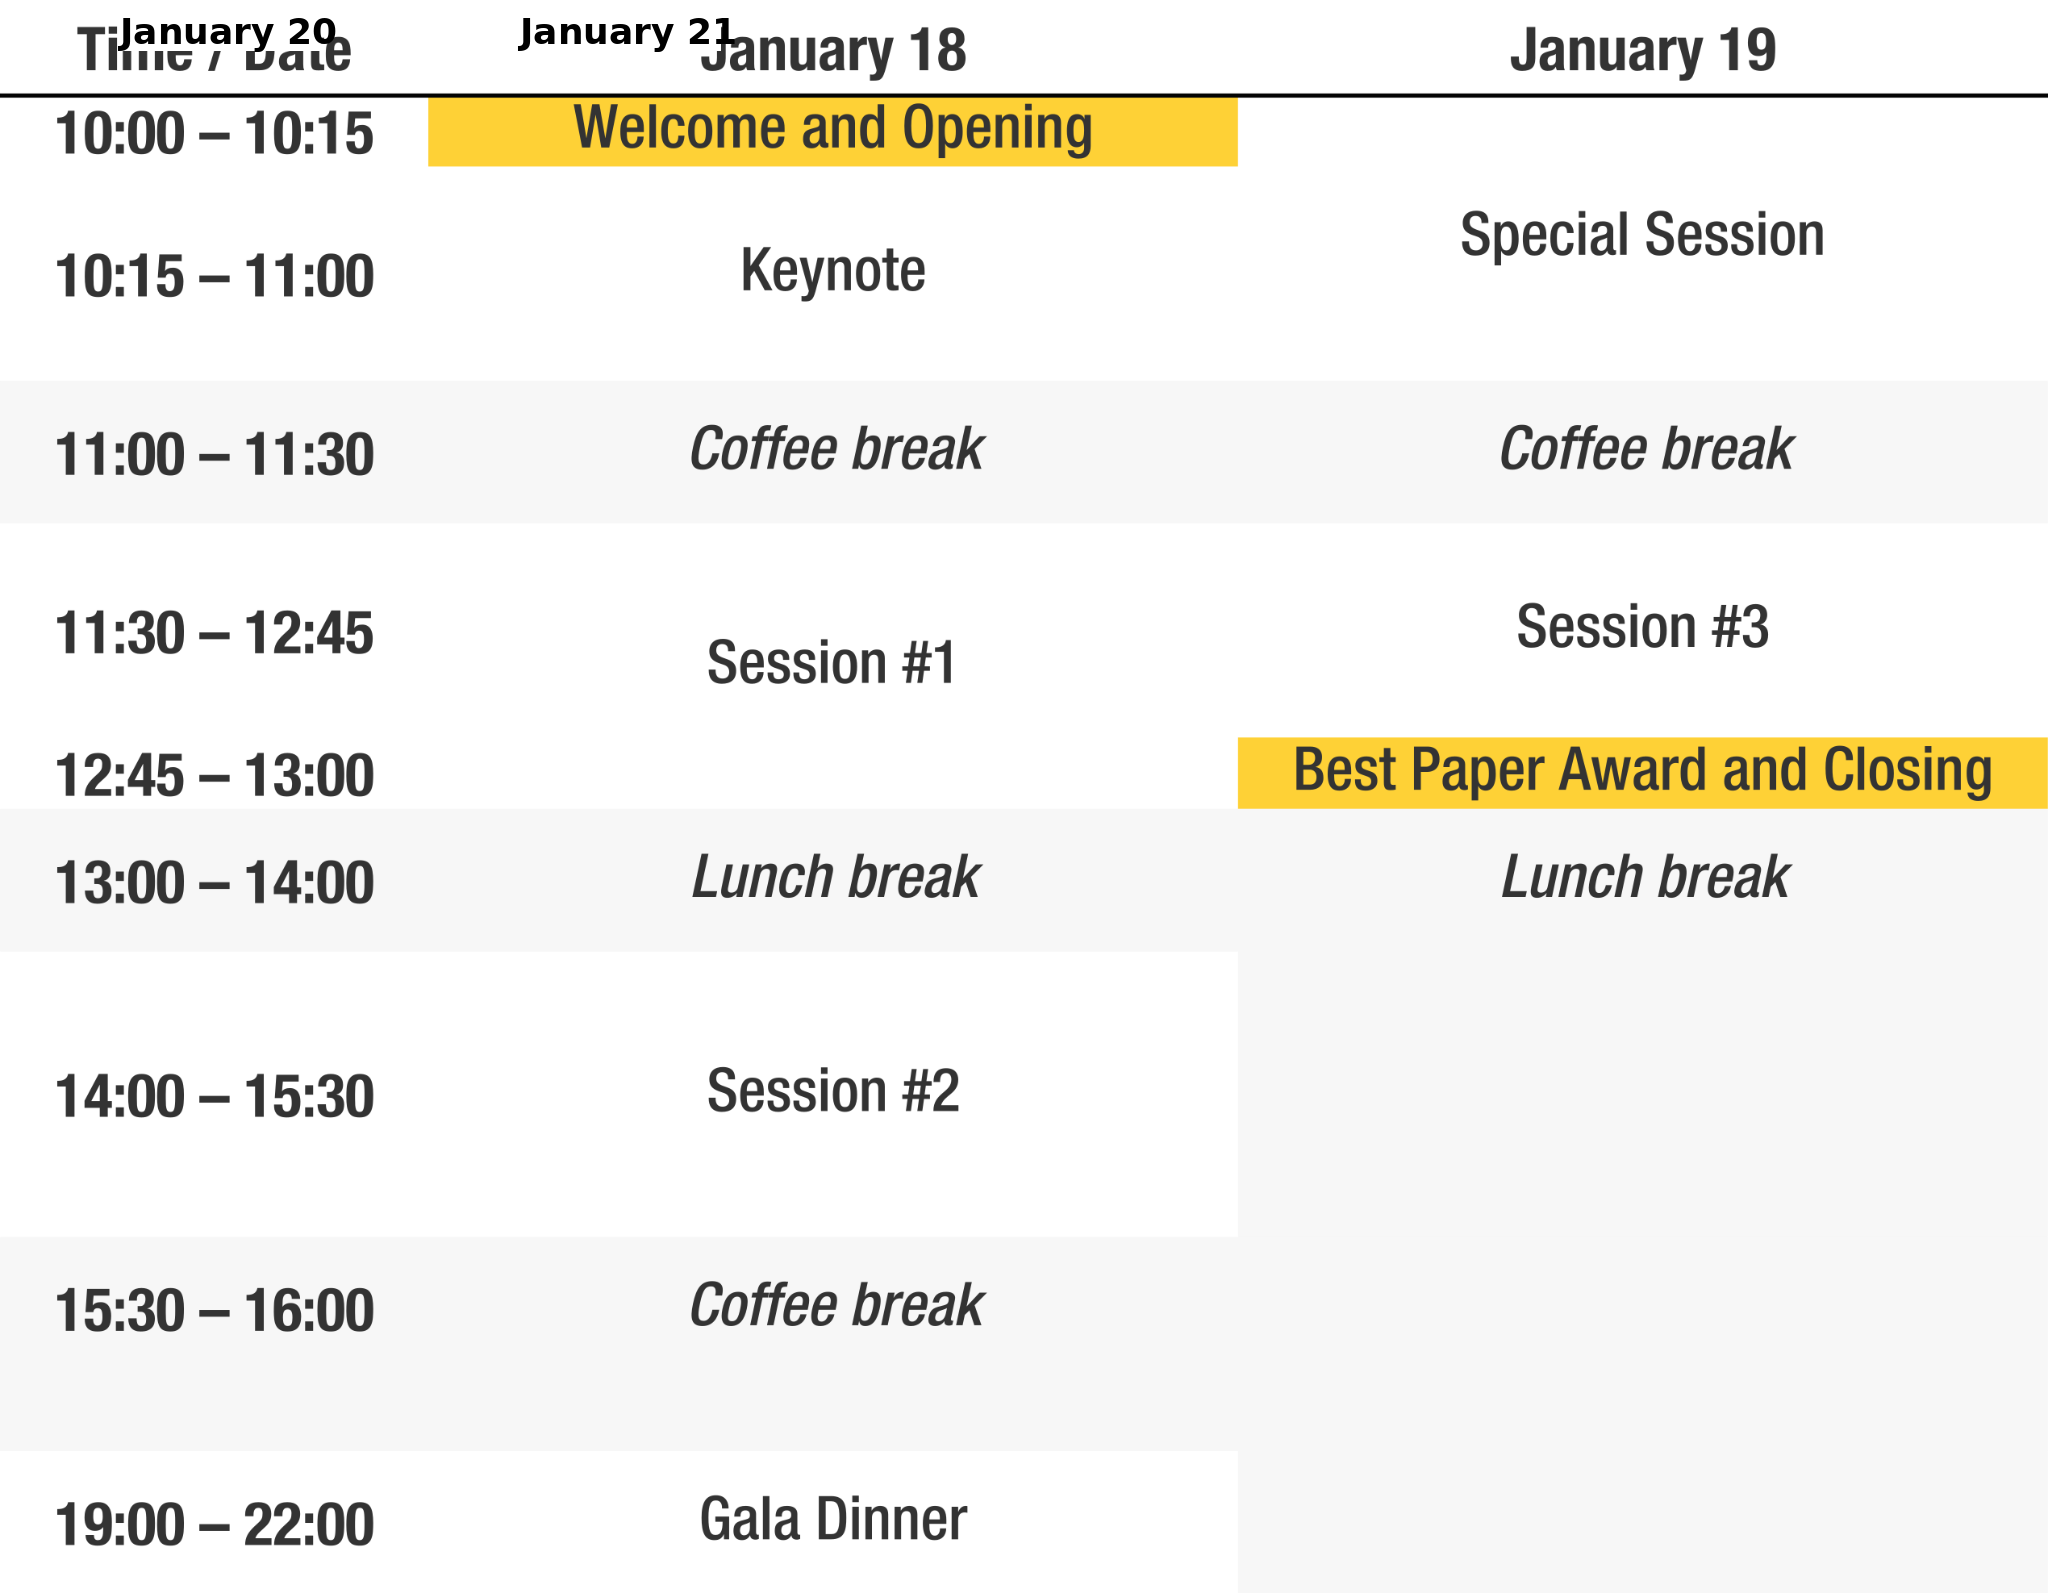 January 20 January 21
Time / Date January 18 January 19
10:00 – 10:15 Welcome and Opening
Special Session
10:15 – 11:00 Keynote
11:00 – 11:30 Coffee break Coffee break
11:30 – 12:45 Session #3
Session #1
12:45 – 13:00 Best Paper Award and Closing
13:00 – 14:00 Lunch break Lunch break
14:00 – 15:30 Session #2
15:30 – 16:00 Coffee break
19:00 – 22:00 Gala Dinner